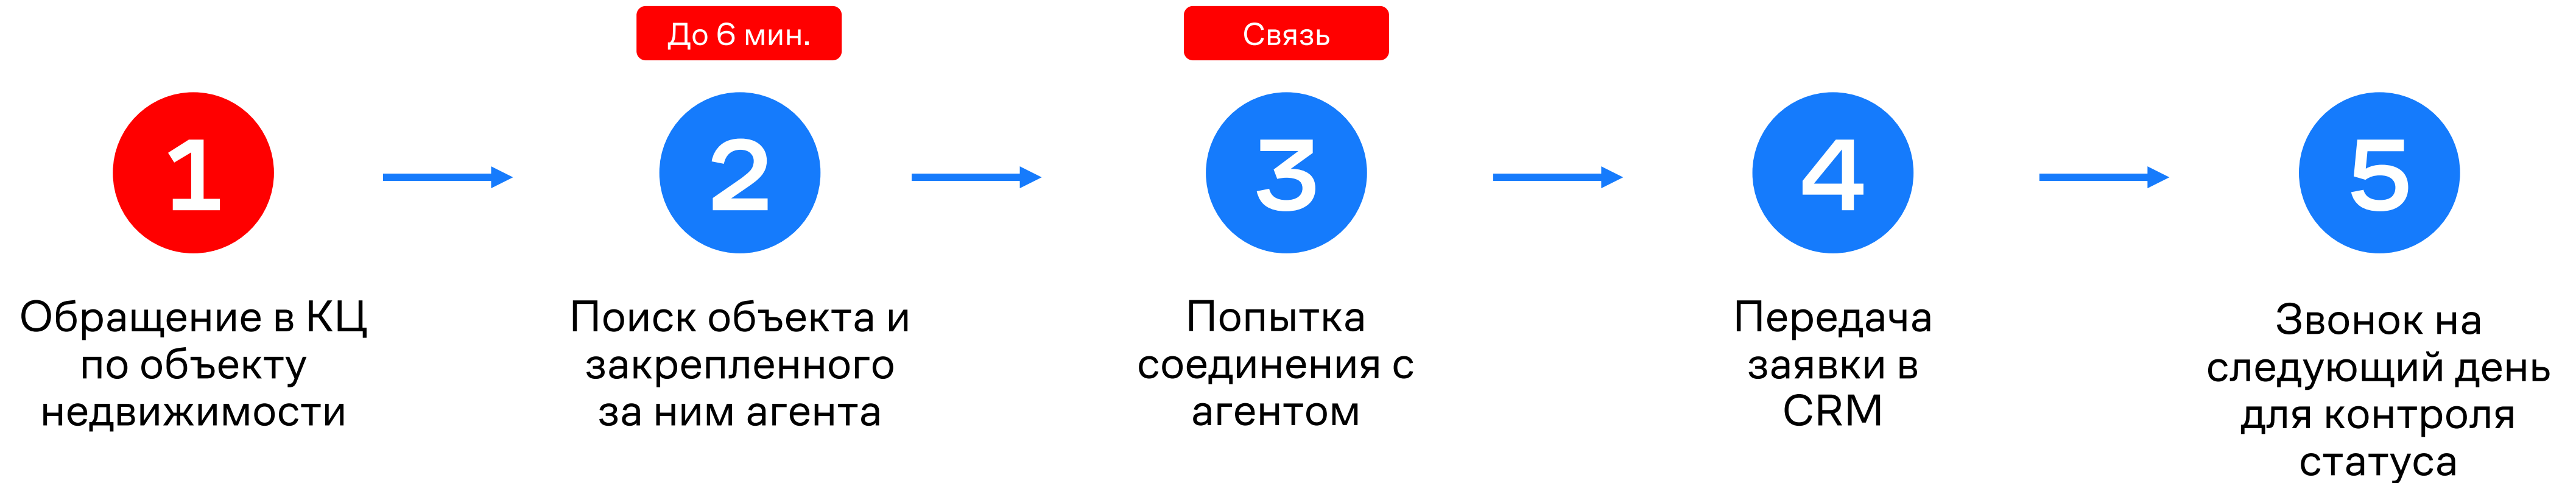 До 6 мин.
Связь
1
2
3
4
5
Обращение в КЦ
по объекту
недвижимости
Поиск объекта и
закрепленного
за ним агента
Попытка
соединения с
агентом
Передача
заявки в
CRM
Звонок на
следующий день
для контроля
статуса